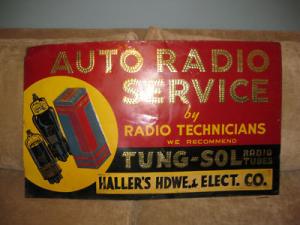 AUTO RADIO
SERVICE
by
RADIO TECHNICIANS
WE RECOMMEND
TUNG-SOL RADIO TUBES
HALLER'S HDWE. & ELECT. CO.